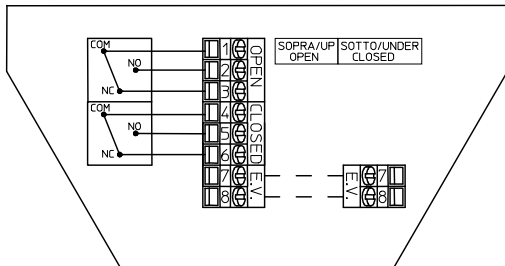 COM
NO
NC
COM
NO
NC
1
2
3
4
5
6
7
8
OPEN
CLOSED
E.V.
SOPRA/UP
OPEN
SOTTO/UNDER
CLOSED
E.V.
7
8